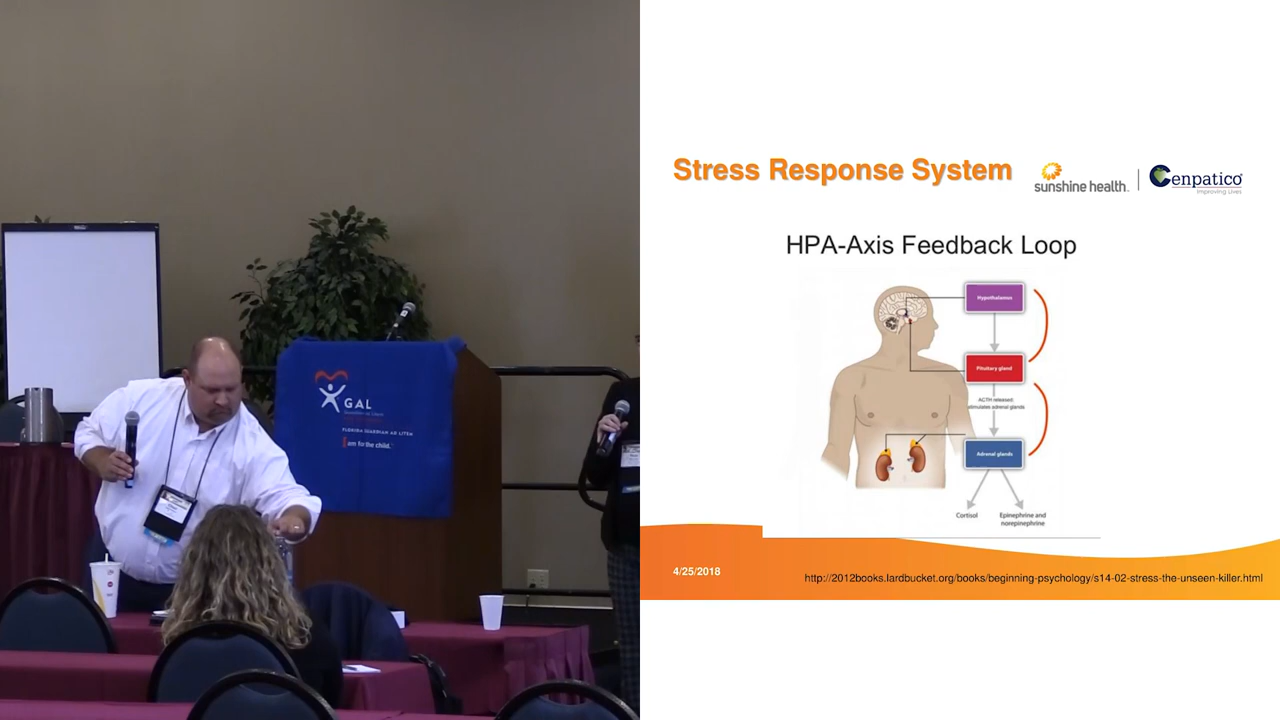 GAL
FLORIDA GUARDIAN AD LITEM
I am for the child.
Stress Response System
sunshine health.
Cenpatico
Improving Lives
HPA-Axis Feedback Loop
Hypothalamus
Pituitary gland
ACTH released:
stimulates adrenal glands
Adrenal glands
Cortisol
Epinephrine and
norepinephrine
4/25/2018
http://2012books.lardbucket.org/books/beginning-psychology/s14-02-stress-the-unseen-killer.html